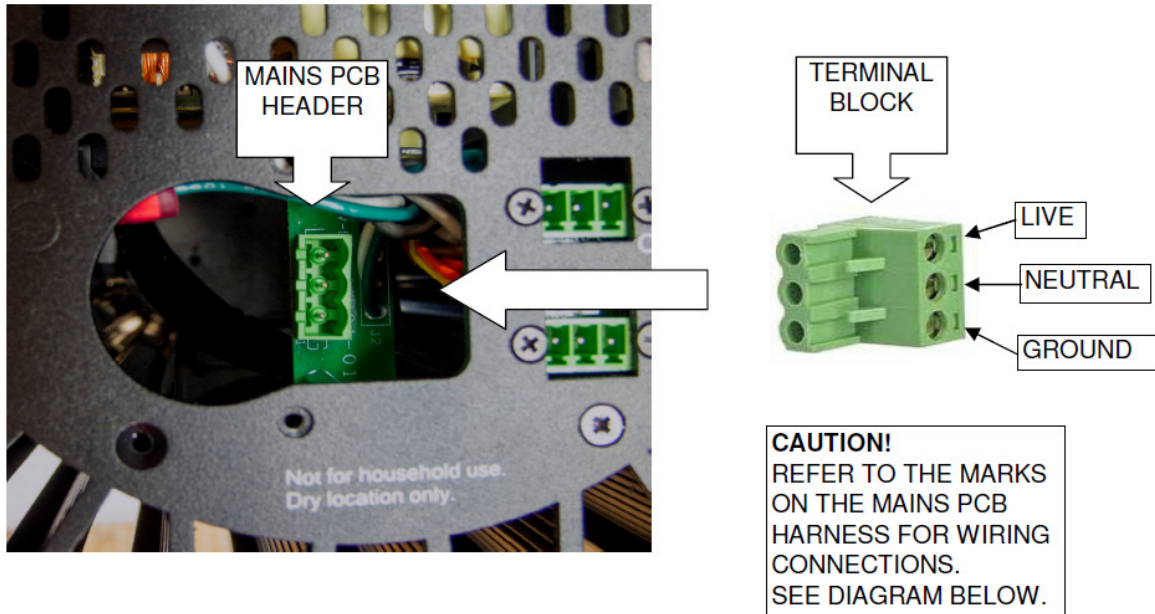 MAINS PCB
HEADER
TERMINAL
BLOCK
LIVE
NEUTRAL
GROUND
J2
Not for household use.
Dry location only.
CAUTION!
REFER TO THE MARKS
ON THE MAINS PCB
HARNESS FOR WIRING
CONNECTIONS.
SEE DIAGRAM BELOW.